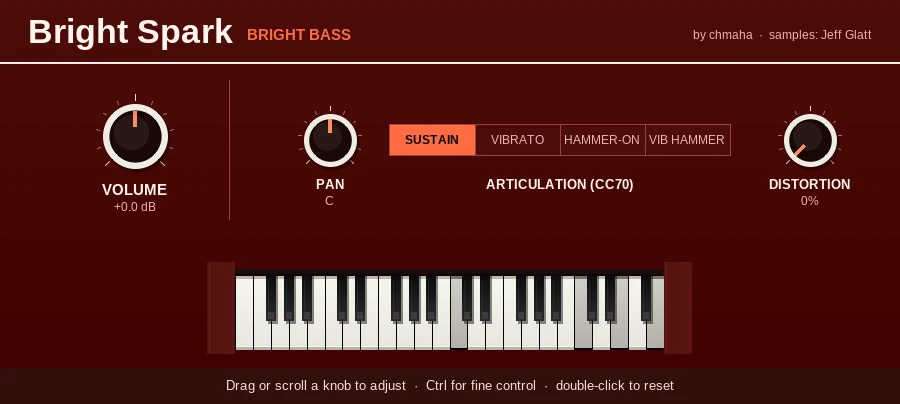 Bright Spark BRIGHT BASS
by chmaha · samples: Jeff Glatt
SUSTAIN VIBRATO HAMMER-ON VIB HAMMER
VOLUME
+0.0 dB
PAN
C
ARTICULATION (CC70)
DISTORTION
0%
Drag or scroll a knob to adjust · Ctrl for fine control · double-click to reset